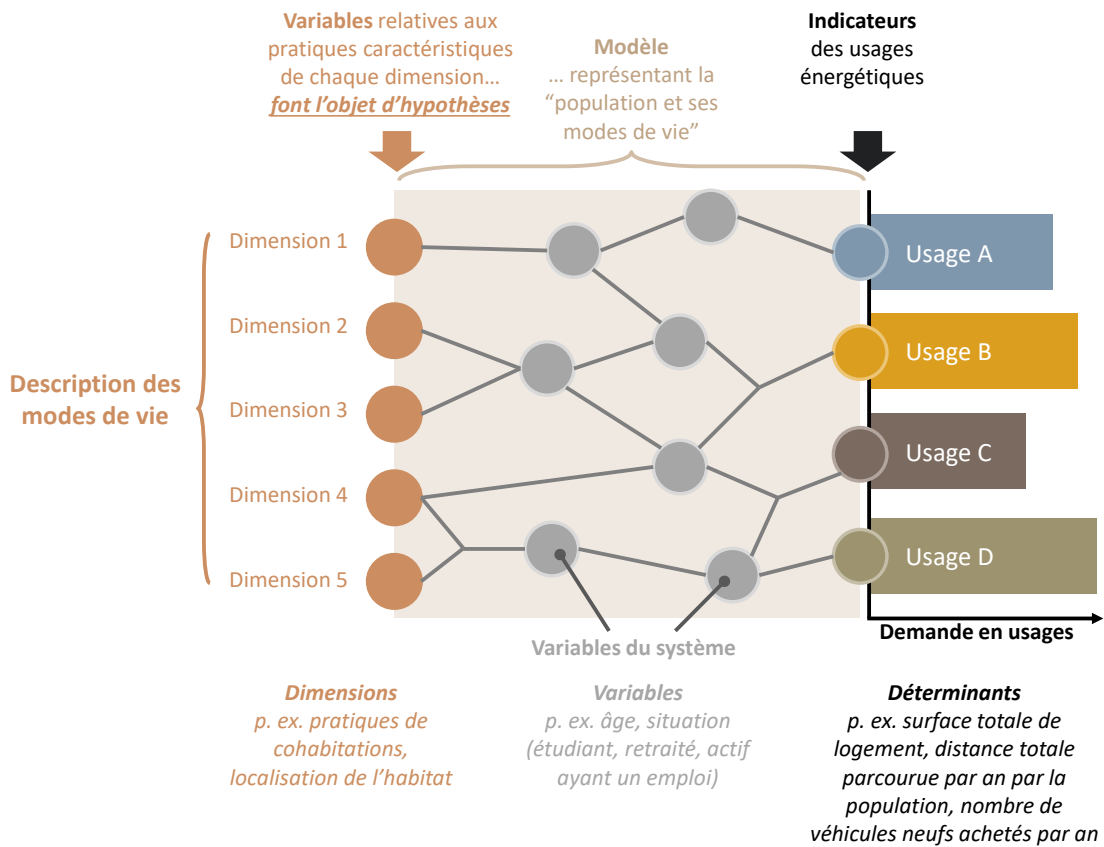 Variables relatives aux
pratiques caractéristiques
de chaque dimension…
font l'objet d'hypothèses
Modèle
… représentant la
“population et ses
modes de vie”
Indicateurs
des usages
énergétiques
Description des
modes de vie
Dimension 1
Dimension 2
Dimension 3
Dimension 4
Dimension 5
Usage A
Usage B
Usage C
Usage D
Demande en usages
Variables du système
Dimensions
p. ex. pratiques de
cohabitations,
localisation de l'habitat
Variables
p. ex. âge, situation
(étudiant, retraité, actif
ayant un emploi)
Déterminants
p. ex. surface totale de
logement, distance totale
parcourue par an par la
population, nombre de
véhicules neufs achetés par an